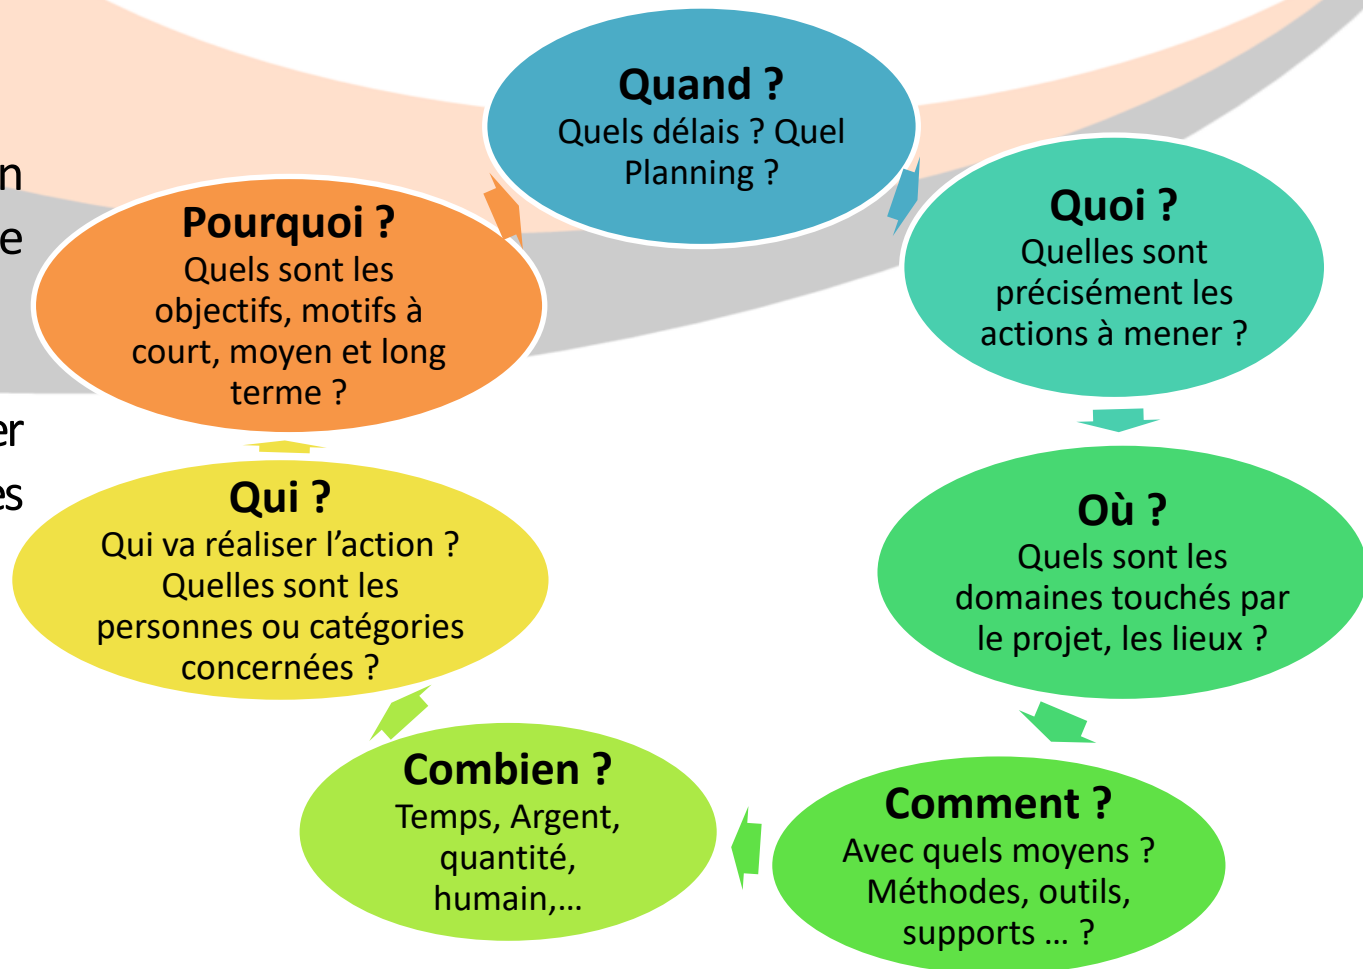 n
e
er
es
Quand ?
Quels délais ? Quel
Planning ?
Quoi ?
Quelles sont
précisément les
actions à mener ?
Où ?
Quels sont les
domaines touchés par
le projet, les lieux ?
Comment ?
Avec quels moyens ?
Méthodes, outils,
supports ... ?
Combien ?
Temps, Argent,
quantité,
humain,...
Qui ?
Qui va réaliser l’action ?
Quelles sont les
personnes ou catégories
concernées ?
Pourquoi ?
Quels sont les
objectifs, motifs à
court, moyen et long
terme ?